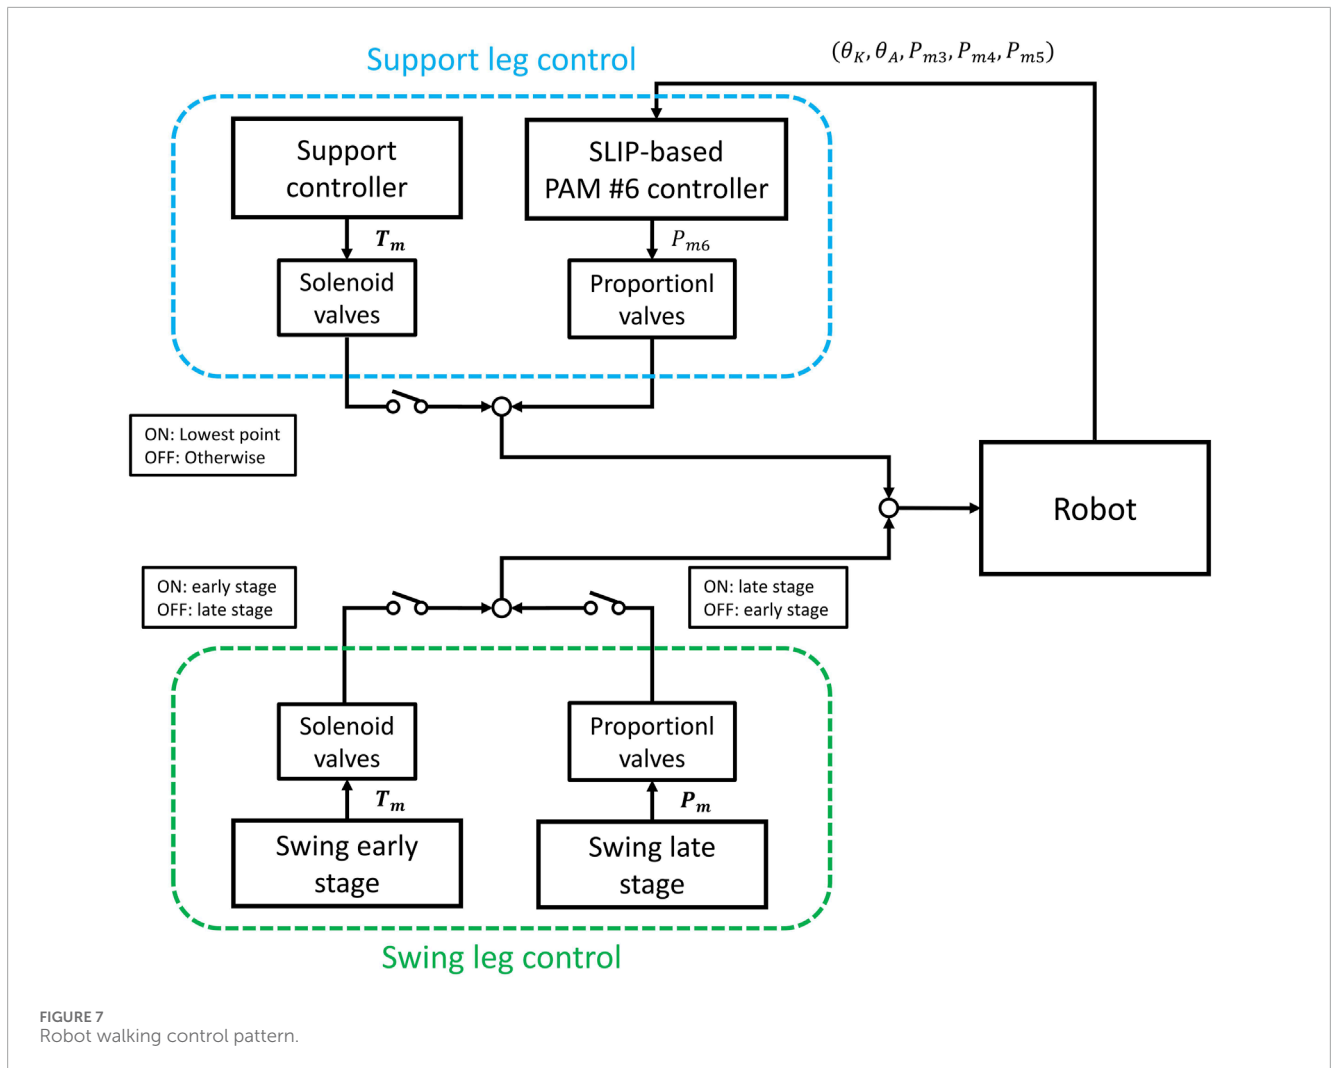 Support leg control
(θ_K, θ_A, P_m3, P_m4, P_m5)
Support
controller
SLIP-based
PAM #6 controller
T_m
P_m6
Solenoid
valves
Proportionl
valves
ON: Lowest point
OFF: Otherwise
Robot
ON: early stage
OFF: late stage
ON: late stage
OFF: early stage
Solenoid
valves
Proportionl
valves
T_m
P_m
Swing early
stage
Swing late
stage
Swing leg control
FIGURE 7
Robot walking control pattern.